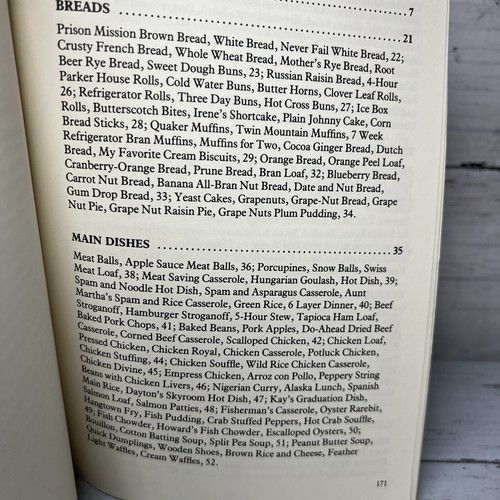 7
BREADS 21
Prison Mission Brown Bread, White Bread, Never Fail White Bread, 22;
Crusty French Bread, Whole Wheat Bread, Mother's Rye Bread, Root
Beer Rye Bread, Sweet Dough Buns, 23; Russian Raisin Bread, 4-Hour
Parker House Rolls, Cold Water Buns, Butter Horns, Clover Leaf Rolls,
26; Refrigerator Rolls, Three Day Buns, Hot Cross Buns, 27; Ice Box
Rolls, Butterscotch Bites, Irene's Shortcake, Plain Johnny Cake, Corn
Bread Sticks, 28; Quaker Muffins, Twin Mountain Muffins, 7 Week
Refrigerator Bran Muffins, Muffins for Two, Cocoa Ginger Bread, Dutch
Bread, My Favorite Cream Biscuits, 29; Orange Bread, Orange Peel Loaf,
Cranberry-Orange Bread, Prune Bread, Bran Loaf, 32; Blueberry Bread,
Carrot Nut Bread, Banana All-Bran Nut Bread, Date and Nut Bread,
Gum Drop Bread, 33; Yeast Cakes, Grapenuts, Grape-Nut Bread, Grape
Nut Pie, Grape Nut Raisin Pie, Grape Nuts Plum Pudding, 34.
MAIN DISHES 35
Meat Balls, Apple Sauce Meat Balls, 36; Porcupines, Snow Balls, Swiss
Meat Loaf, 38; Meat Saving Casserole, Hungarian Goulash, Hot Dish, 39;
Spam and Noodle Hot Dish, Spam and Asparagus Casserole, Aunt
Martha's Spam and Rice Casserole, Green Rice, 6 Layer Dinner, 40; Beef
Stroganoff, Hamburger Stroganoff, 5-Hour Stew, Tapioca Ham Loaf,
Baked Pork Chops, 41; Baked Beans, Pork Apples, Do-Ahead Dried Beef
Casserole, Corned Beef Casserole, Scalloped Chicken, 42; Chicken Loaf,
Pressed Chicken, Chicken Royal, Chicken Casserole, Potluck Chicken,
Chicken Stuffing, 44; Chicken Souffle, Wild Rice Chicken Casserole,
Chicken Divine, 45; Empress Chicken, Arroz con Pollo, Peppery String
Beans with Chicken Livers, 46; Nigerian Curry, Alaska Lunch, Spanish
Main Rice, Dayton's Skyroom Hot Dish, 47; Kay's Graduation Dish,
Salmon Loaf, Salmon Patties, 48; Fisherman's Casserole, Oyster Rarebit,
Hangtown Fry, Fish Pudding, Crab Stuffed Peppers, Hot Crab Souffle,
49; Fish Chowder, Howard's Fish Chowder, Escalloped Oysters, 50;
Bouillon, Cotton Batting Soup, Split Pea Soup, 51; Peanut Butter Soup,
Quick Dumplings, Wooden Shoes, Brown Rice and Cheese, Feather
Light Waffles, Cream Waffles, 52.
171